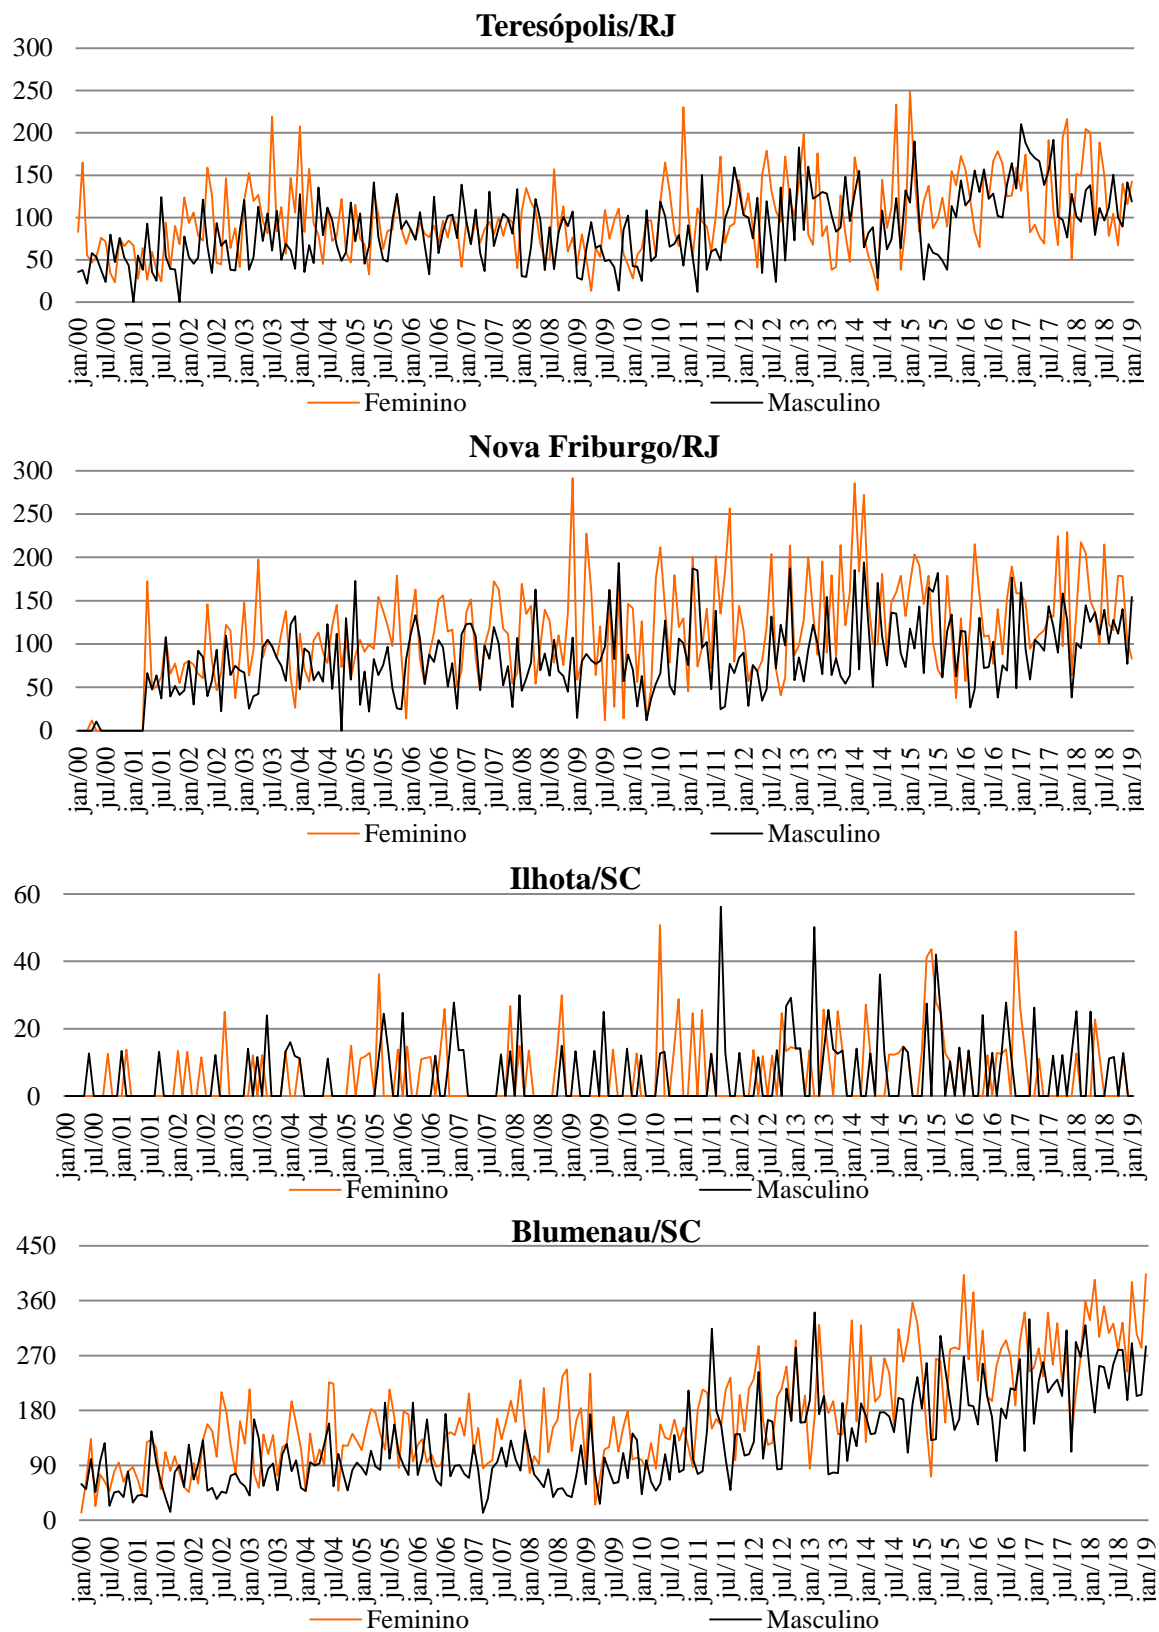 Teresópolis/RJ
300
250
200
150
100
50
0
jan/00 jul/00 jan/01 jul/01 jan/02 jul/02 jan/03 jul/03 jan/04 jul/04 jan/05 jul/05 jan/06 jul/06 jan/07 jul/07 jan/08 jul/08 jan/09 jul/09 jan/10 jul/10 jan/11 jul/11 jan/12 jul/12 jan/13 jul/13 jan/14 jul/14 jan/15 jul/15 jan/16 jul/16 jan/17 jul/17 jan/18 jul/18 jan/19
Feminino Masculino
Nova Friburgo/RJ
300
250
200
150
100
50
0
jan/00 jul/00 jan/01 jul/01 jan/02 jul/02 jan/03 jul/03 jan/04 jul/04 jan/05 jul/05 jan/06 jul/06 jan/07 jul/07 jan/08 jul/08 jan/09 jul/09 jan/10 jul/10 jan/11 jul/11 jan/12 jul/12 jan/13 jul/13 jan/14 jul/14 jan/15 jul/15 jan/16 jul/16 jan/17 jul/17 jan/18 jul/18 jan/19
Feminino Masculino
Ilhota/SC
60
40
20
0
jan/00 jul/00 jan/01 jul/01 jan/02 jul/02 jan/03 jul/03 jan/04 jul/04 jan/05 jul/05 jan/06 jul/06 jan/07 jul/07 jan/08 jul/08 jan/09 jul/09 jan/10 jul/10 jan/11 jul/11 jan/12 jul/12 jan/13 jul/13 jan/14 jul/14 jan/15 jul/15 jan/16 jul/16 jan/17 jul/17 jan/18 jul/18 jan/19
Feminino Masculino
Blumenau/SC
450
360
270
180
90
0
jan/00 jul/00 jan/01 jul/01 jan/02 jul/02 jan/03 jul/03 jan/04 jul/04 jan/05 jul/05 jan/06 jul/06 jan/07 jul/07 jan/08 jul/08 jan/09 jul/09 jan/10 jul/10 jan/11 jul/11 jan/12 jul/12 jan/13 jul/13 jan/14 jul/14 jan/15 jul/15 jan/16 jul/16 jan/17 jul/17 jan/18 jul/18 jan/19
Feminino Masculino